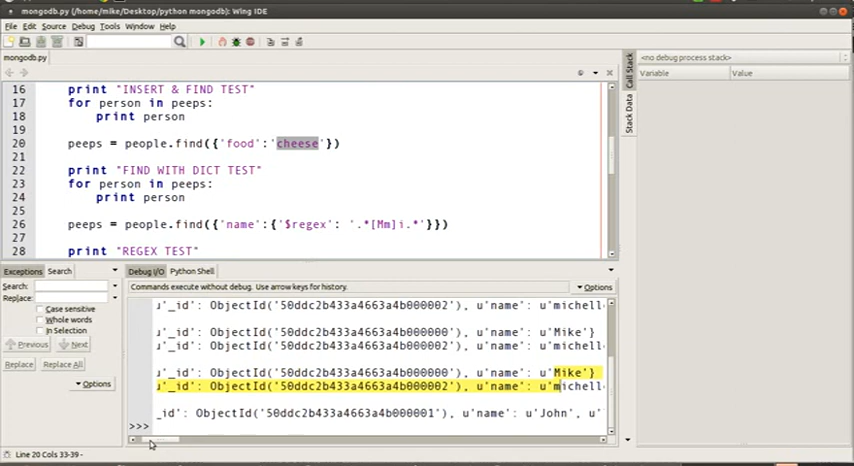 mongodb.py (/home/mike/Desktop/python mongodb): Wing IDE
File Edit Source Debug Tools Window Help
mongodb.py
16 print "INSERT & FIND TEST"
17 for person in peeps:
18 print person
19
20 peeps = people.find({'food':'cheese'})
21
22 print "FIND WITH DICT TEST"
23 for person in peeps:
24 print person
25
26 peeps = people.find({'name':{'$regex': '.*[Mm]i.*'}})
27
28 print "REGEX TEST"
<no debug process stack>
Variable Value
Call Stack
Stack Data
Exceptions Search
Search:
Replace:
Case sensitive
Whole words
In Selection
Previous Next
Replace Replace All
Options
Debug I/O Python Shell
Commands execute without debug. Use arrow keys for history.
Options
u'_id': ObjectId('50ddc2b433a4663a4b000002'), u'name': u'michelle
u'_id': ObjectId('50ddc2b433a4663a4b000000'), u'name': u'Mike'}
u'_id': ObjectId('50ddc2b433a4663a4b000002'), u'name': u'michelle
u'_id': ObjectId('50ddc2b433a4663a4b000000'), u'name': u'Mike'}
u'_id': ObjectId('50ddc2b433a4663a4b000002'), u'name': u'michelle
_id': ObjectId('50ddc2b433a4663a4b000001'), u'name': u'John', u'
>>>
Line 20 Cols 33-39 -